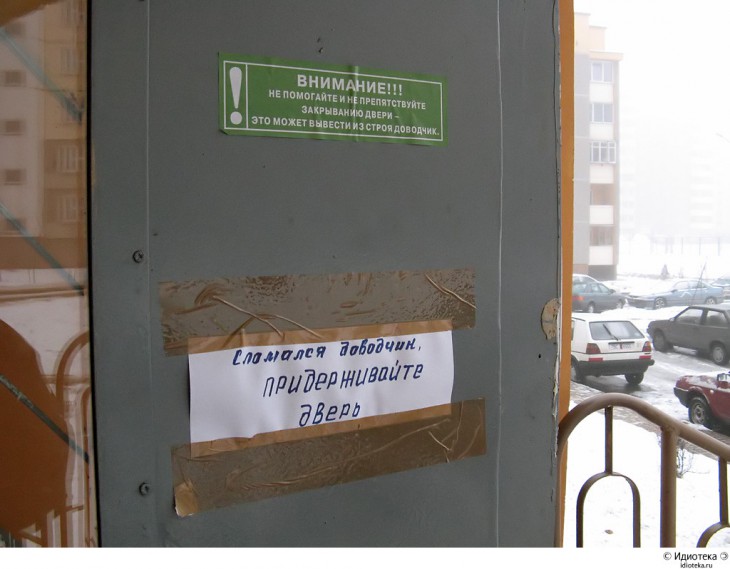 ВНИМАНИЕ!!!
НЕ ПОМОГАЙТЕ И НЕ ПРЕПЯТСТВУЙТЕ
ЗАКРЫВАНИЮ ДВЕРИ –
ЭТО МОЖЕТ ВЫВЕСТИ ИЗ СТРОЯ ДОВОДЧИК.
Сломался доводчик,
придерживайте
дверь
© Идиотека
idioteka.ru